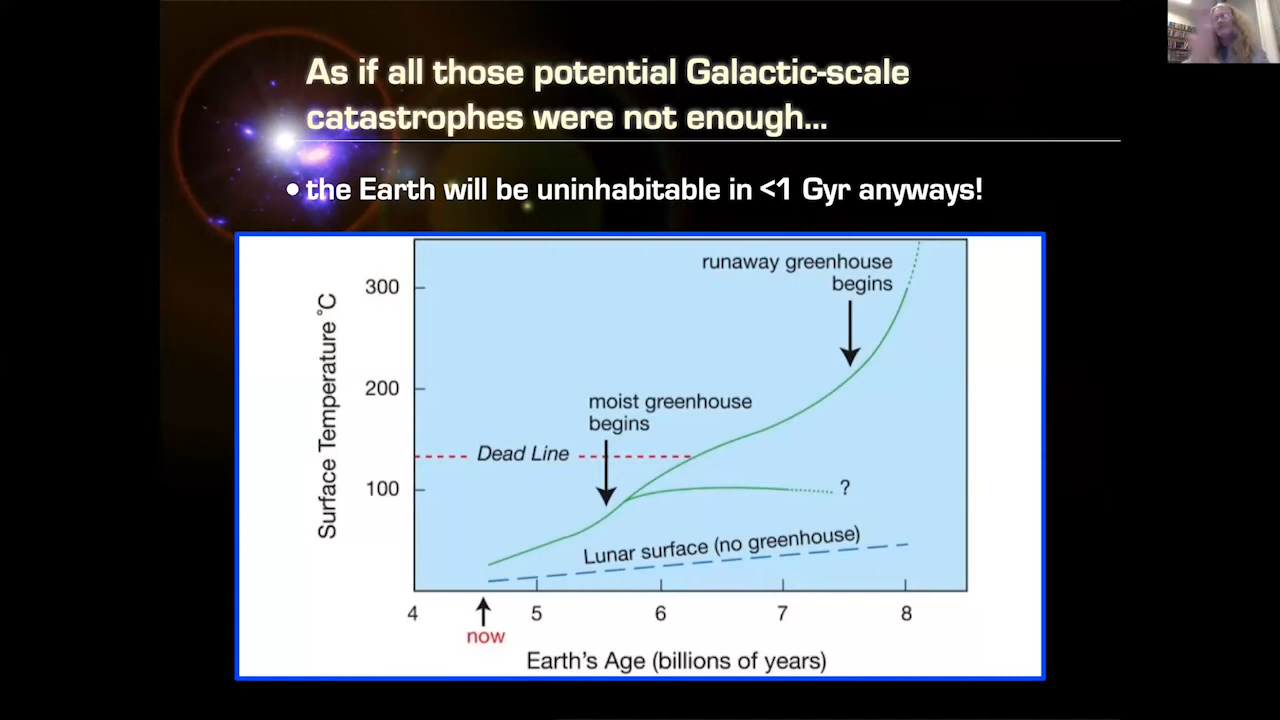 As if all those potential Galactic-scale
catastrophes were not enough...
• the Earth will be uninhabitable in <1 Gyr anyways!
runaway greenhouse
begins
300
200
moist greenhouse
begins
Dead Line
100
?
Lunar surface (no greenhouse)
Surface Temperature °C
4
5
6
7
8
now
Earth's Age (billions of years)